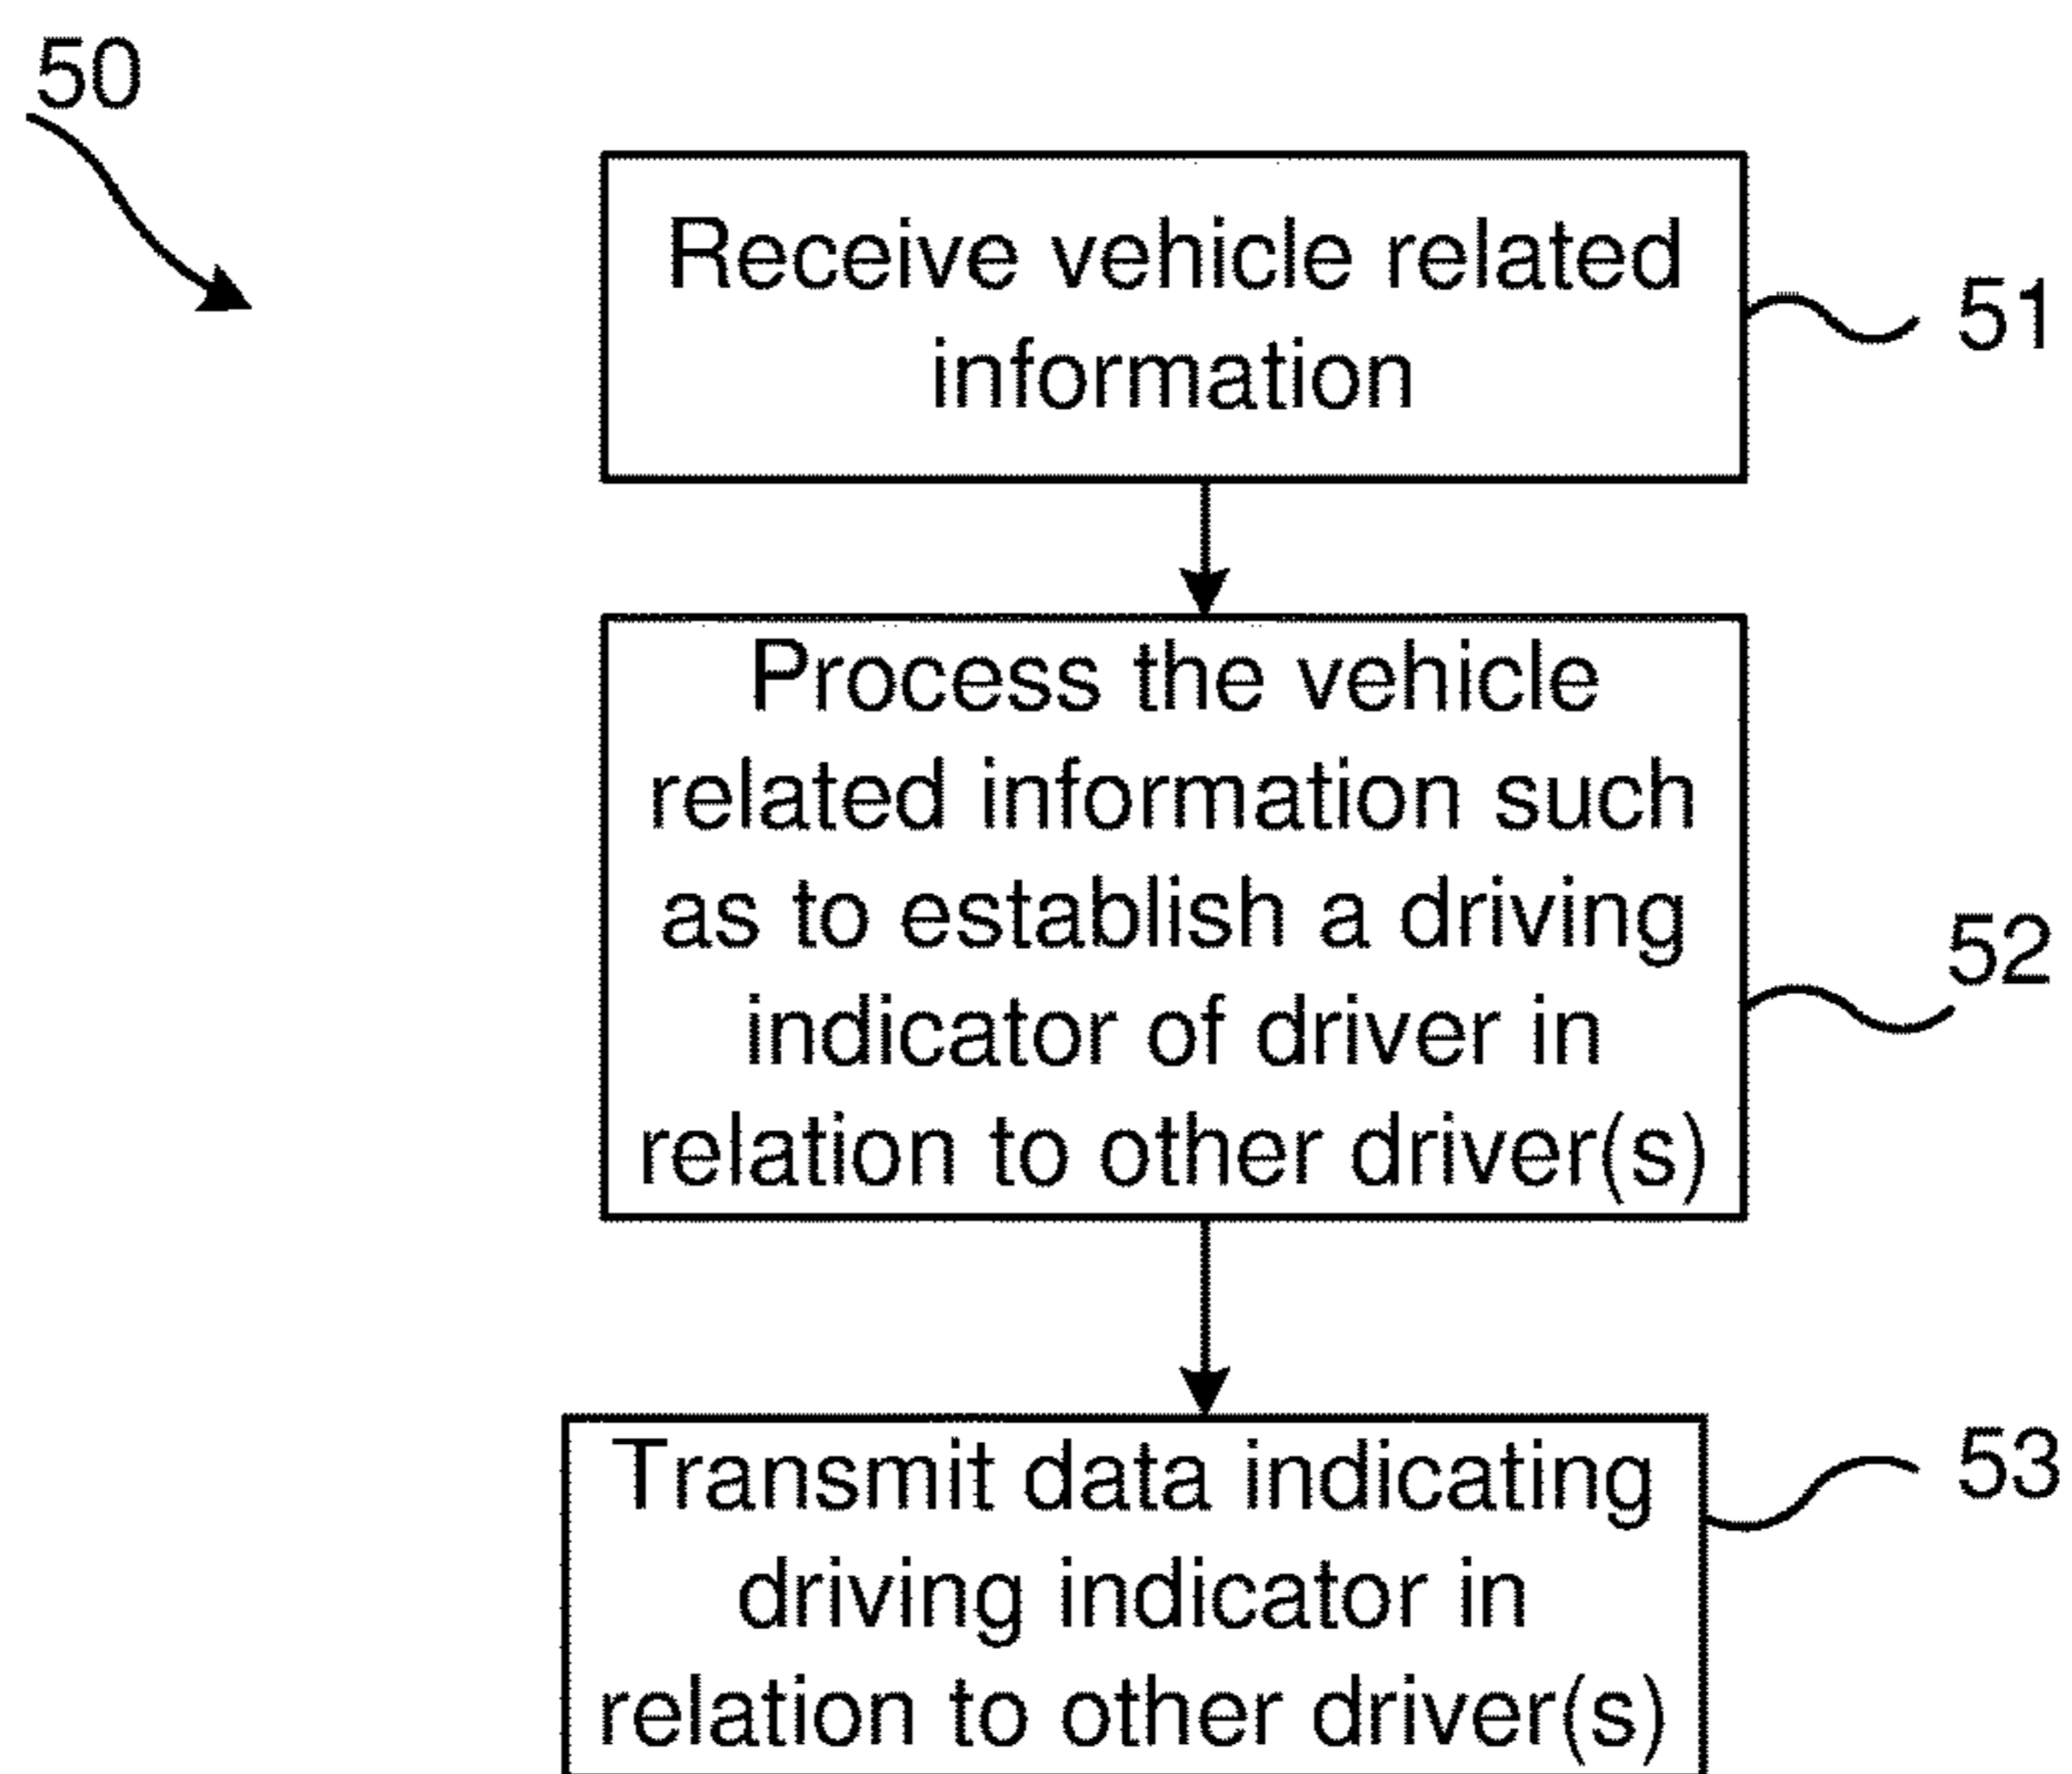 50
Receive vehicle related
information
51
Process the vehicle
related information such
as to establish a driving
indicator of driver in
relation to other driver(s)
52
Transmit data indicating
driving indicator in
relation to other driver(s)
53